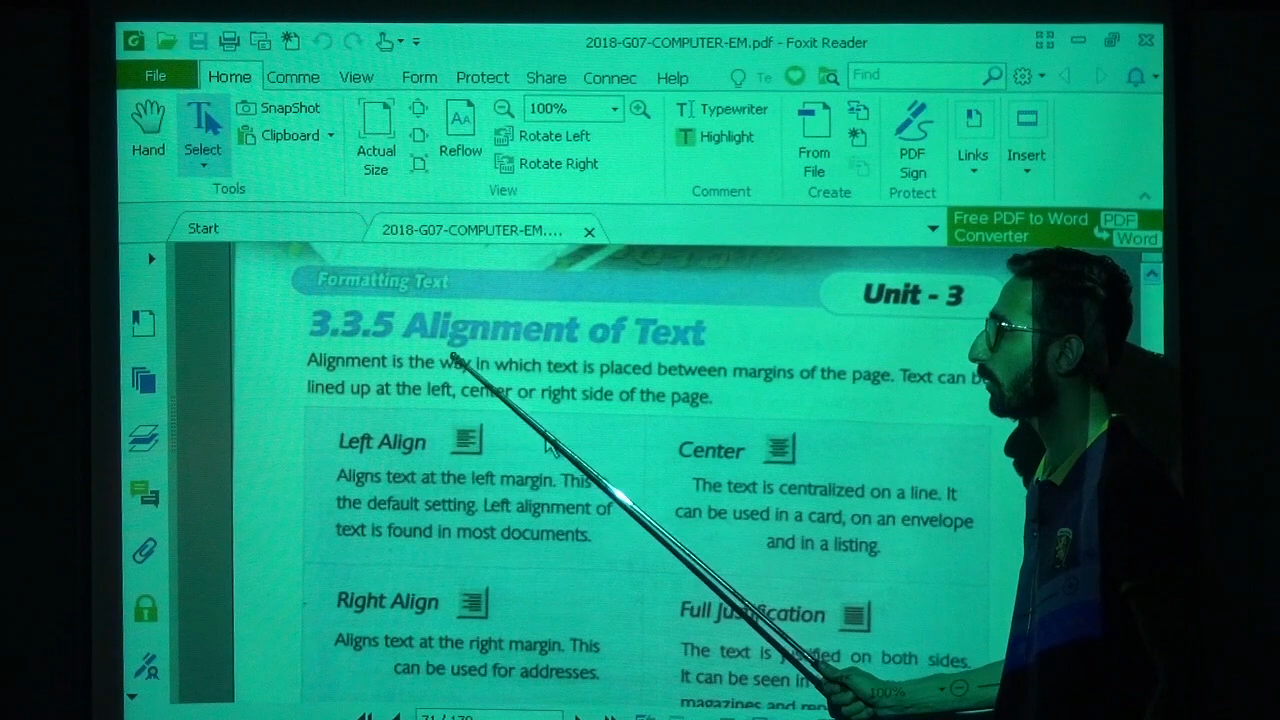 2018-G07-COMPUTER-EM.pdf - Foxit Reader
File Home Comme View Form Protect Share Connec Help Te Find
Hand
Select
SnapShot
Clipboard
Tools
Actual Size
Reflow
100%
Rotate Left
Rotate Right
View
Typewriter
Highlight
Comment
From File
Create
PDF Sign
Protect
Links
Insert
Start
2018-G07-COMPUTER-EM....
Free PDF to Word PDF
Converter Word
Formatting Text
Unit - 3
3.3.5 Alignment of Text
Alignment is the way in which text is placed between margins of the page. Text can
lined up at the left, center or right side of the page.
Left Align
Aligns text at the left margin. This
the default setting. Left alignment of
text is found in most documents.
Center
The text is centralized on a line. It
can be used in a card, on an envelope
and in a listing.
Right Align
Aligns text at the right margin. This
can be used for addresses.
Full Justification
The text is justified on both sides.
It can be seen in
magazines and
71 / 170
100%